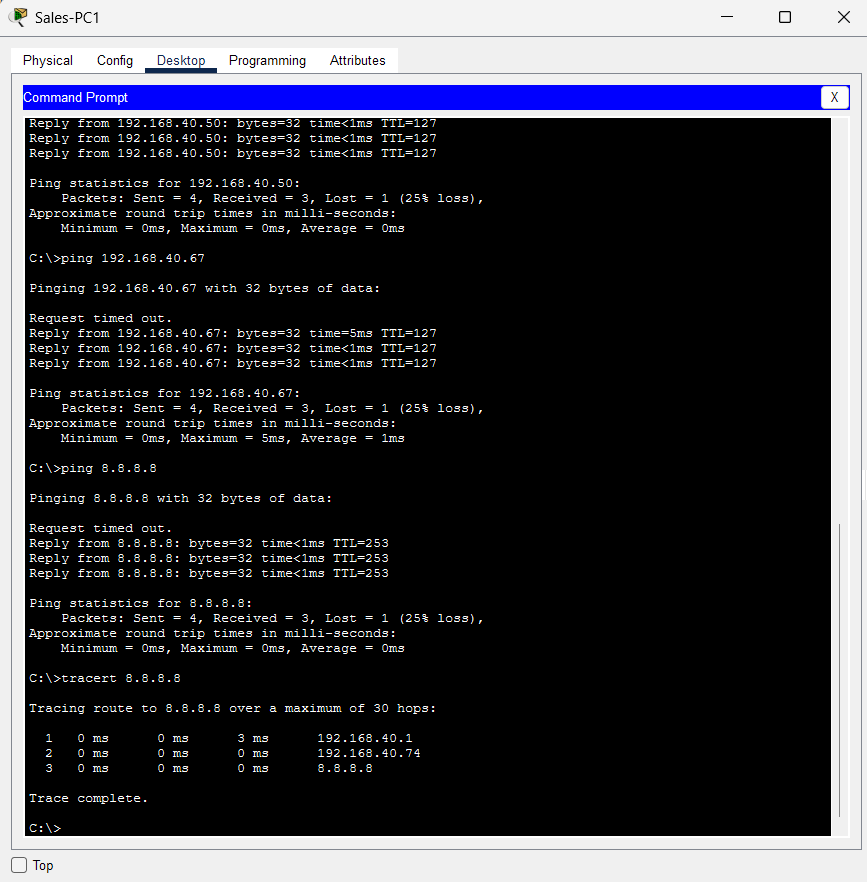 Sales-PC1
Physical Config Desktop Programming Attributes
Command Prompt X
Reply from 192.168.40.50: bytes=32 time<1ms TTL=127
Reply from 192.168.40.50: bytes=32 time<1ms TTL=127
Reply from 192.168.40.50: bytes=32 time<1ms TTL=127
Ping statistics for 192.168.40.50:
Packets: Sent = 4, Received = 3, Lost = 1 (25% loss),
Approximate round trip times in milli-seconds:
Minimum = 0ms, Maximum = 0ms, Average = 0ms
C:\>ping 192.168.40.67
Pinging 192.168.40.67 with 32 bytes of data:
Request timed out.
Reply from 192.168.40.67: bytes=32 time=5ms TTL=127
Reply from 192.168.40.67: bytes=32 time<1ms TTL=127
Reply from 192.168.40.67: bytes=32 time<1ms TTL=127
Ping statistics for 192.168.40.67:
Packets: Sent = 4, Received = 3, Lost = 1 (25% loss),
Approximate round trip times in milli-seconds:
Minimum = 0ms, Maximum = 5ms, Average = 1ms
C:\>ping 8.8.8.8
Pinging 8.8.8.8 with 32 bytes of data:
Request timed out.
Reply from 8.8.8.8: bytes=32 time<1ms TTL=253
Reply from 8.8.8.8: bytes=32 time<1ms TTL=253
Reply from 8.8.8.8: bytes=32 time<1ms TTL=253
Ping statistics for 8.8.8.8:
Packets: Sent = 4, Received = 3, Lost = 1 (25% loss),
Approximate round trip times in milli-seconds:
Minimum = 0ms, Maximum = 0ms, Average = 0ms
C:\>tracert 8.8.8.8
Tracing route to 8.8.8.8 over a maximum of 30 hops:
1 0 ms 0 ms 3 ms 192.168.40.1
2 0 ms 0 ms 0 ms 192.168.40.74
3 0 ms 0 ms 0 ms 8.8.8.8
Trace complete.
C:\>
Top